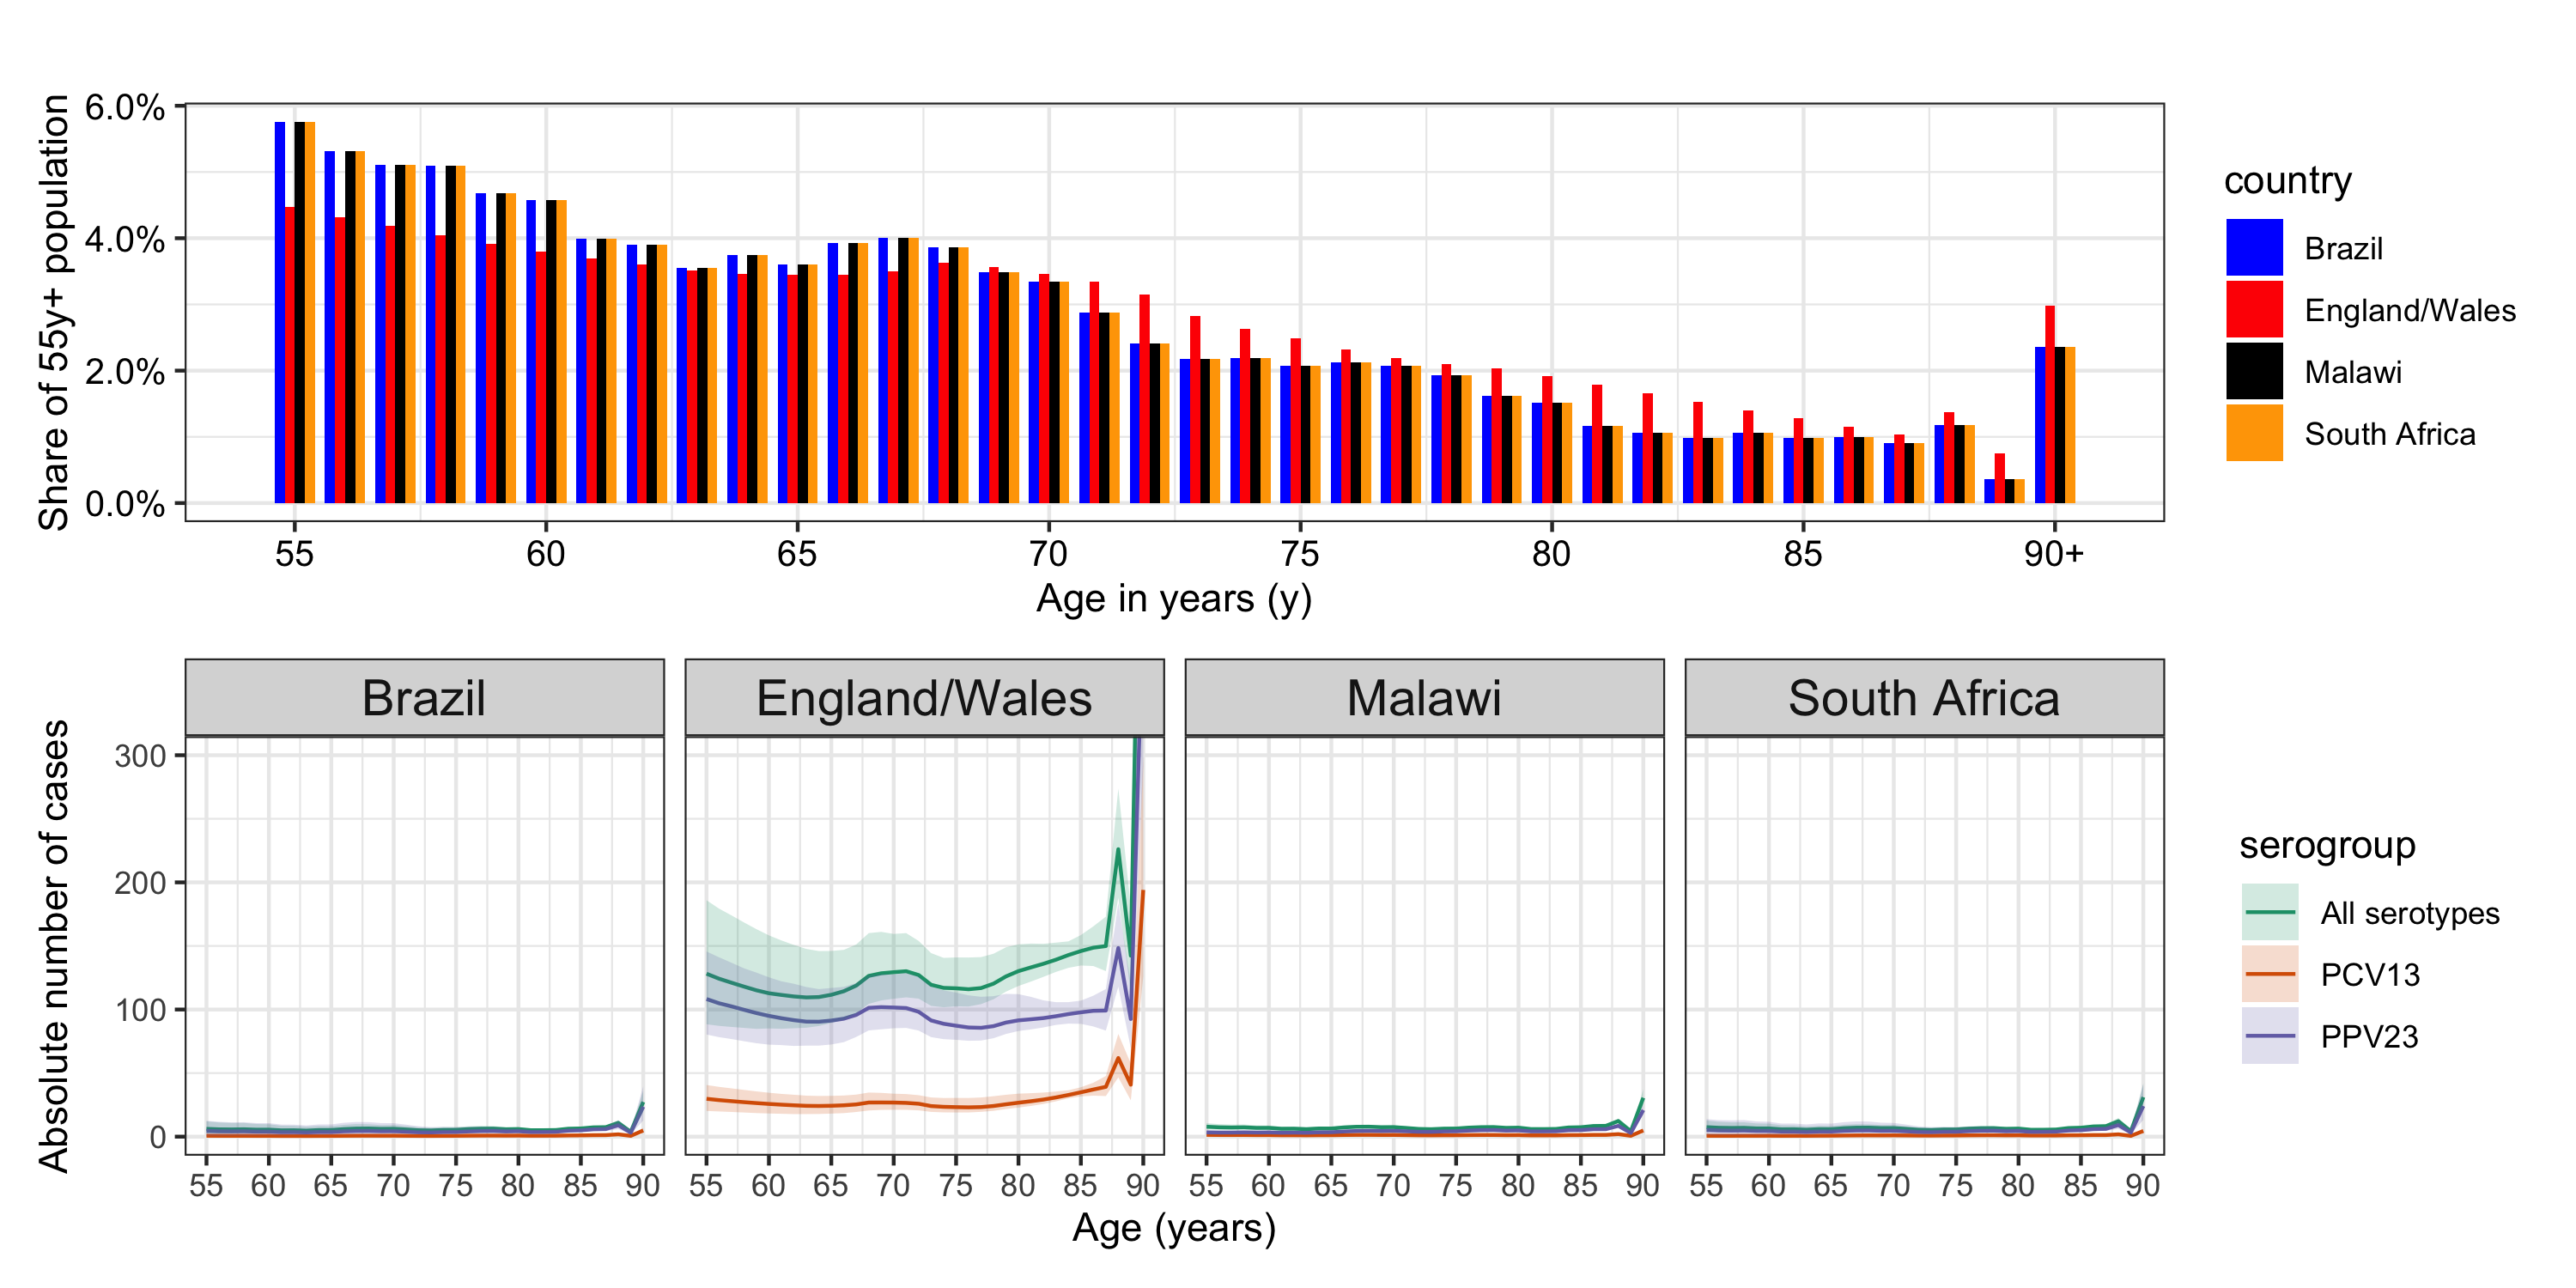 Share of 55y+ population
6.0%
4.0%
2.0%
0.0%
55 60 65 70 75 80 85 90+
Age in years (y)
country
Brazil
England/Wales
Malawi
South Africa
Brazil England/Wales Malawi South Africa
Absolute number of cases
300
200
100
0
55 60 65 70 75 80 85 90 55 60 65 70 75 80 85 90 55 60 65 70 75 80 85 90 55 60 65 70 75 80 85 90
Age (years)
serogroup
All serotypes
PCV13
PPV23